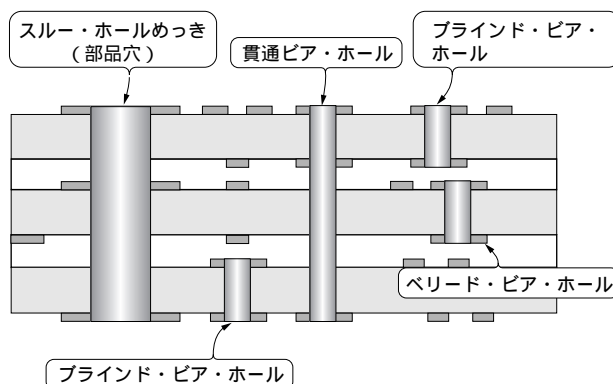 スルー・ホールめっき
(部品穴)
貫通ビア・ホール
ブラインド・ビア・
ホール
ベリード・ビア・ホール
ブラインド・ビア・ホール